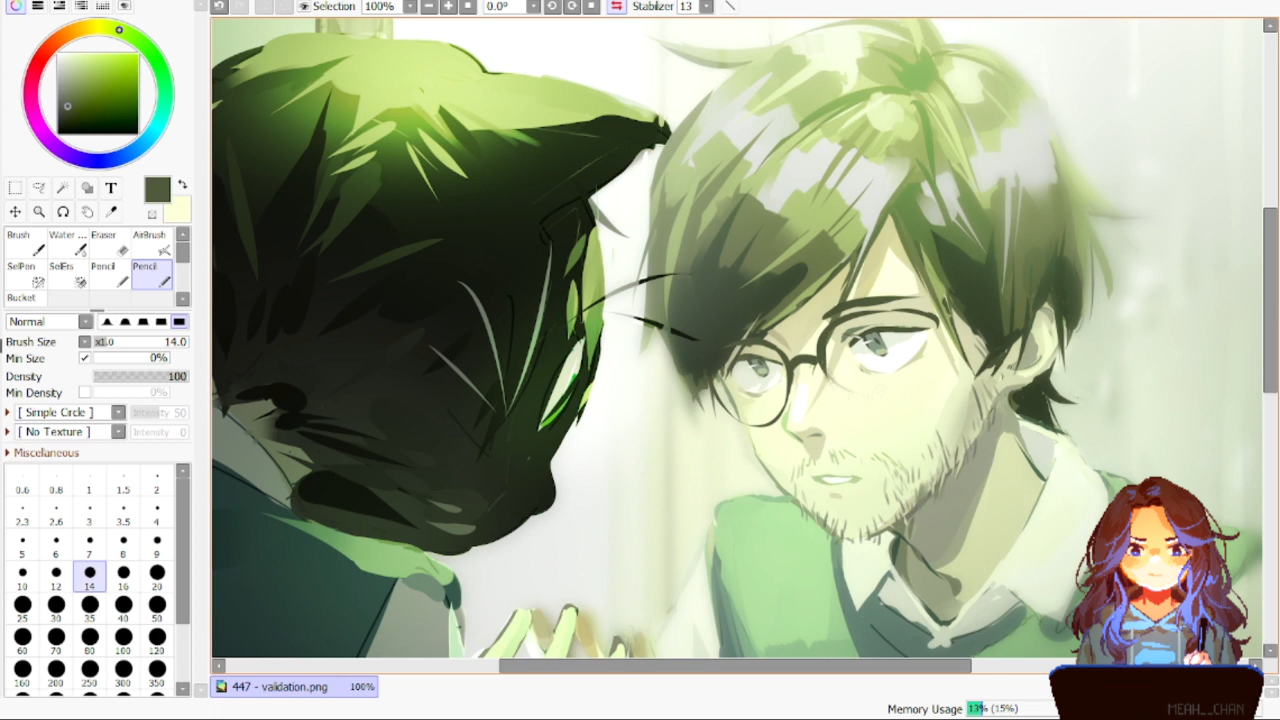 Selection 100% 0.0° Stabilizer 13
T
Brush Water ... Eraser AirBrush
SelPen SelErs Pencil Pencil
Bucket
Normal
Brush Size x1.0 14.0
Min Size 0%
Density 100
Min Density 0%
[ Simple Circle ] Intensity 50
[ No Texture ] Intensity 0
Miscellaneous
0.6 0.8 1 1.5 2
2.3 2.6 3 3.5 4
5 6 7 8 9
10 12 14 16 20
25 30 35 40 50
60 70 80 100 120
160 200 250 300 350
447 - validation.png 100%
Memory Usage 13% (15%)
MEAH__CHAN